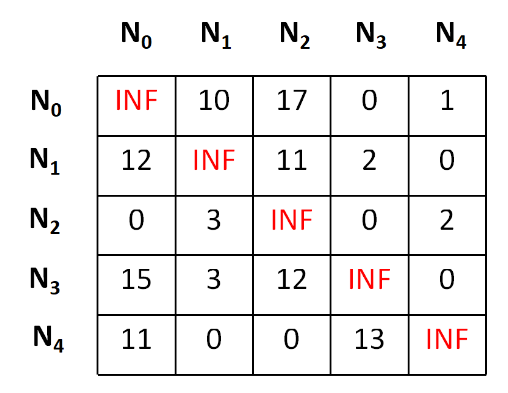 N0 N1 N2 N3 N4
N0 INF 10 17 0 1
N1 12 INF 11 2 0
N2 0 3 INF 0 2
N3 15 3 12 INF 0
N4 11 0 0 13 INF